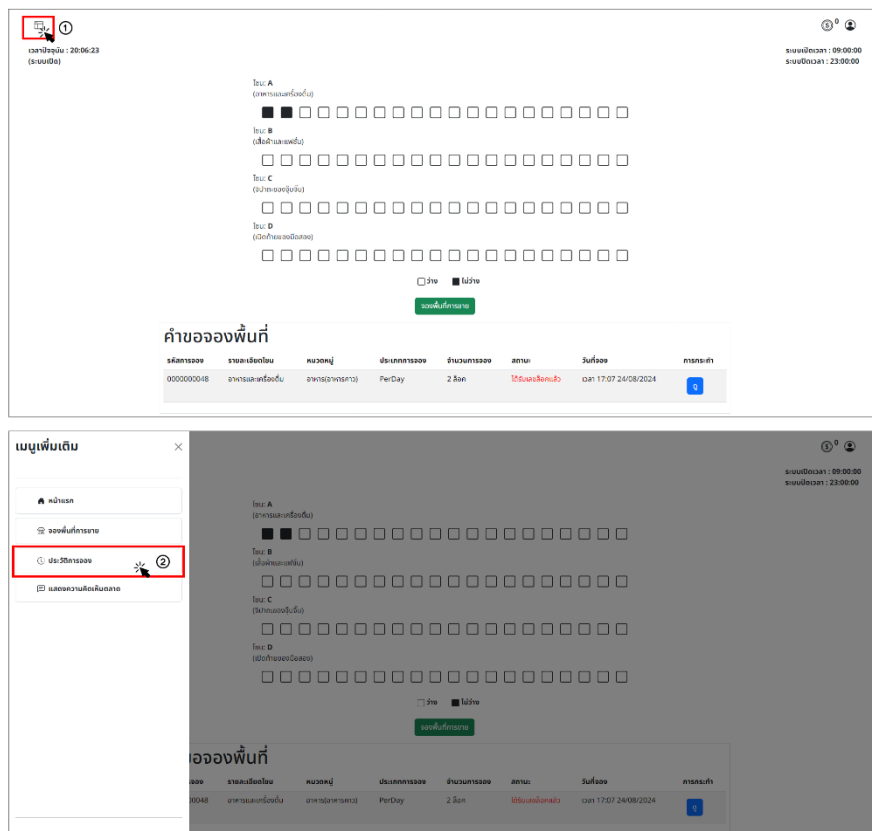 ①
0
เวลาปัจจุบัน : 20:06:23
(ระบบเปิด)
ระบบเปิดเวลา : 09:00:00
ระบบปิดเวลา : 23:00:00
โซน: A
(อาหารและเครื่องดื่ม)
โซน: B
(เสื้อผ้าและแฟชั่น)
โซน: C
(จิปาถะของจุ๊บจิ๊บ)
โซน: D
(เปิดท้ายของมือสอง)
ว่าง ไม่ว่าง
จองพื้นที่การขาย
คำขอจองพื้นที่
รหัสการจอง รายละเอียดโซน หมวดหมู่ ประเภทการจอง จำนวนการจอง สถานะ วันที่จอง การกระทำ
0000000048 อาหารและเครื่องดื่ม อาหาร(อาหารคาว) PerDay 2 ล็อค ได้รับเลขล็อคแล้ว เวลา 17:07 24/08/2024 ดู
เมนูเพิ่มเติม
0
ระบบเปิดเวลา : 09:00:00
ระบบปิดเวลา : 23:00:00
หน้าแรก
จองพื้นที่การขาย
ประวัติการจอง ②
แสดงความคิดเห็นตลาด
โซน: A
(อาหารและเครื่องดื่ม)
โซน: B
(เสื้อผ้าและแฟชั่น)
โซน: C
(จิปาถะของจุ๊บจิ๊บ)
โซน: D
(เปิดท้ายของมือสอง)
ว่าง ไม่ว่าง
จองพื้นที่การขาย
อจองพื้นที่
รายละเอียดโซน หมวดหมู่ ประเภทการจอง จำนวนการจอง สถานะ วันที่จอง การกระทำ
0048 อาหารและเครื่องดื่ม อาหาร(อาหารคาว) PerDay 2 ล็อค ได้รับเลขล็อคแล้ว เวลา 17:07 24/08/2024 ดู